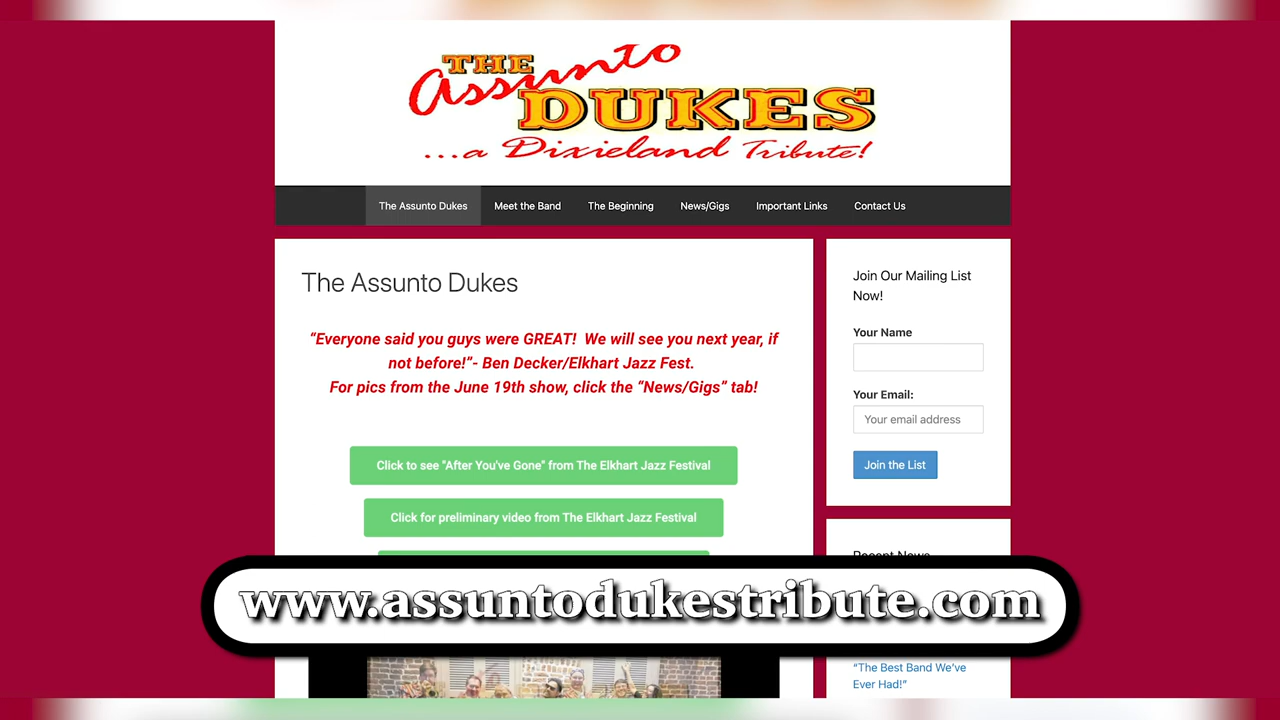 THE
Assunto
DUKES
...a Dixieland Tribute!
The Assunto Dukes
Meet the Band
The Beginning
News/Gigs
Important Links
Contact Us
The Assunto Dukes
“Everyone said you guys were GREAT!  We will see you next year, if
not before!”- Ben Decker/Elkhart Jazz Fest.
For pics from the June 19th show, click the “News/Gigs” tab!
Click to see "After You've Gone" from The Elkhart Jazz Festival
Click for preliminary video from The Elkhart Jazz Festival
Join Our Mailing List
Now!
Your Name
Your Email:
Your email address
Join the List
Recent News
www.assuntodukestribute.com
“The Best Band We’ve
Ever Had!”